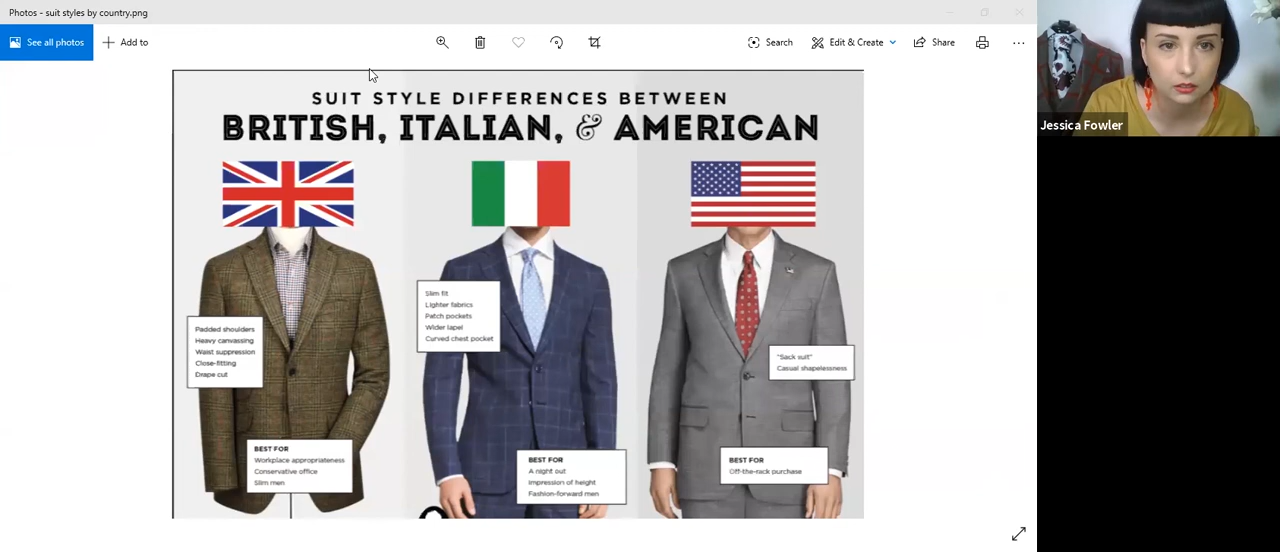 Photos - suit styles by country.png
See all photos
Add to
Search
Edit & Create
Share
Jessica Fowler
SUIT STYLE DIFFERENCES BETWEEN
BRITISH, ITALIAN, & AMERICAN
Padded shoulders
Heavy canvassing
Waist suppression
Close-fitting
Drape cut
BEST FOR
Workplace appropriateness
Conservative office
Slim men
Slim fit
Lighter fabrics
Patch pockets
Wider lapel
Curved chest pocket
BEST FOR
A night out
Impression of height
Fashion-forward men
"Sack suit"
Casual shapelessness
BEST FOR
Off-the-rack purchase